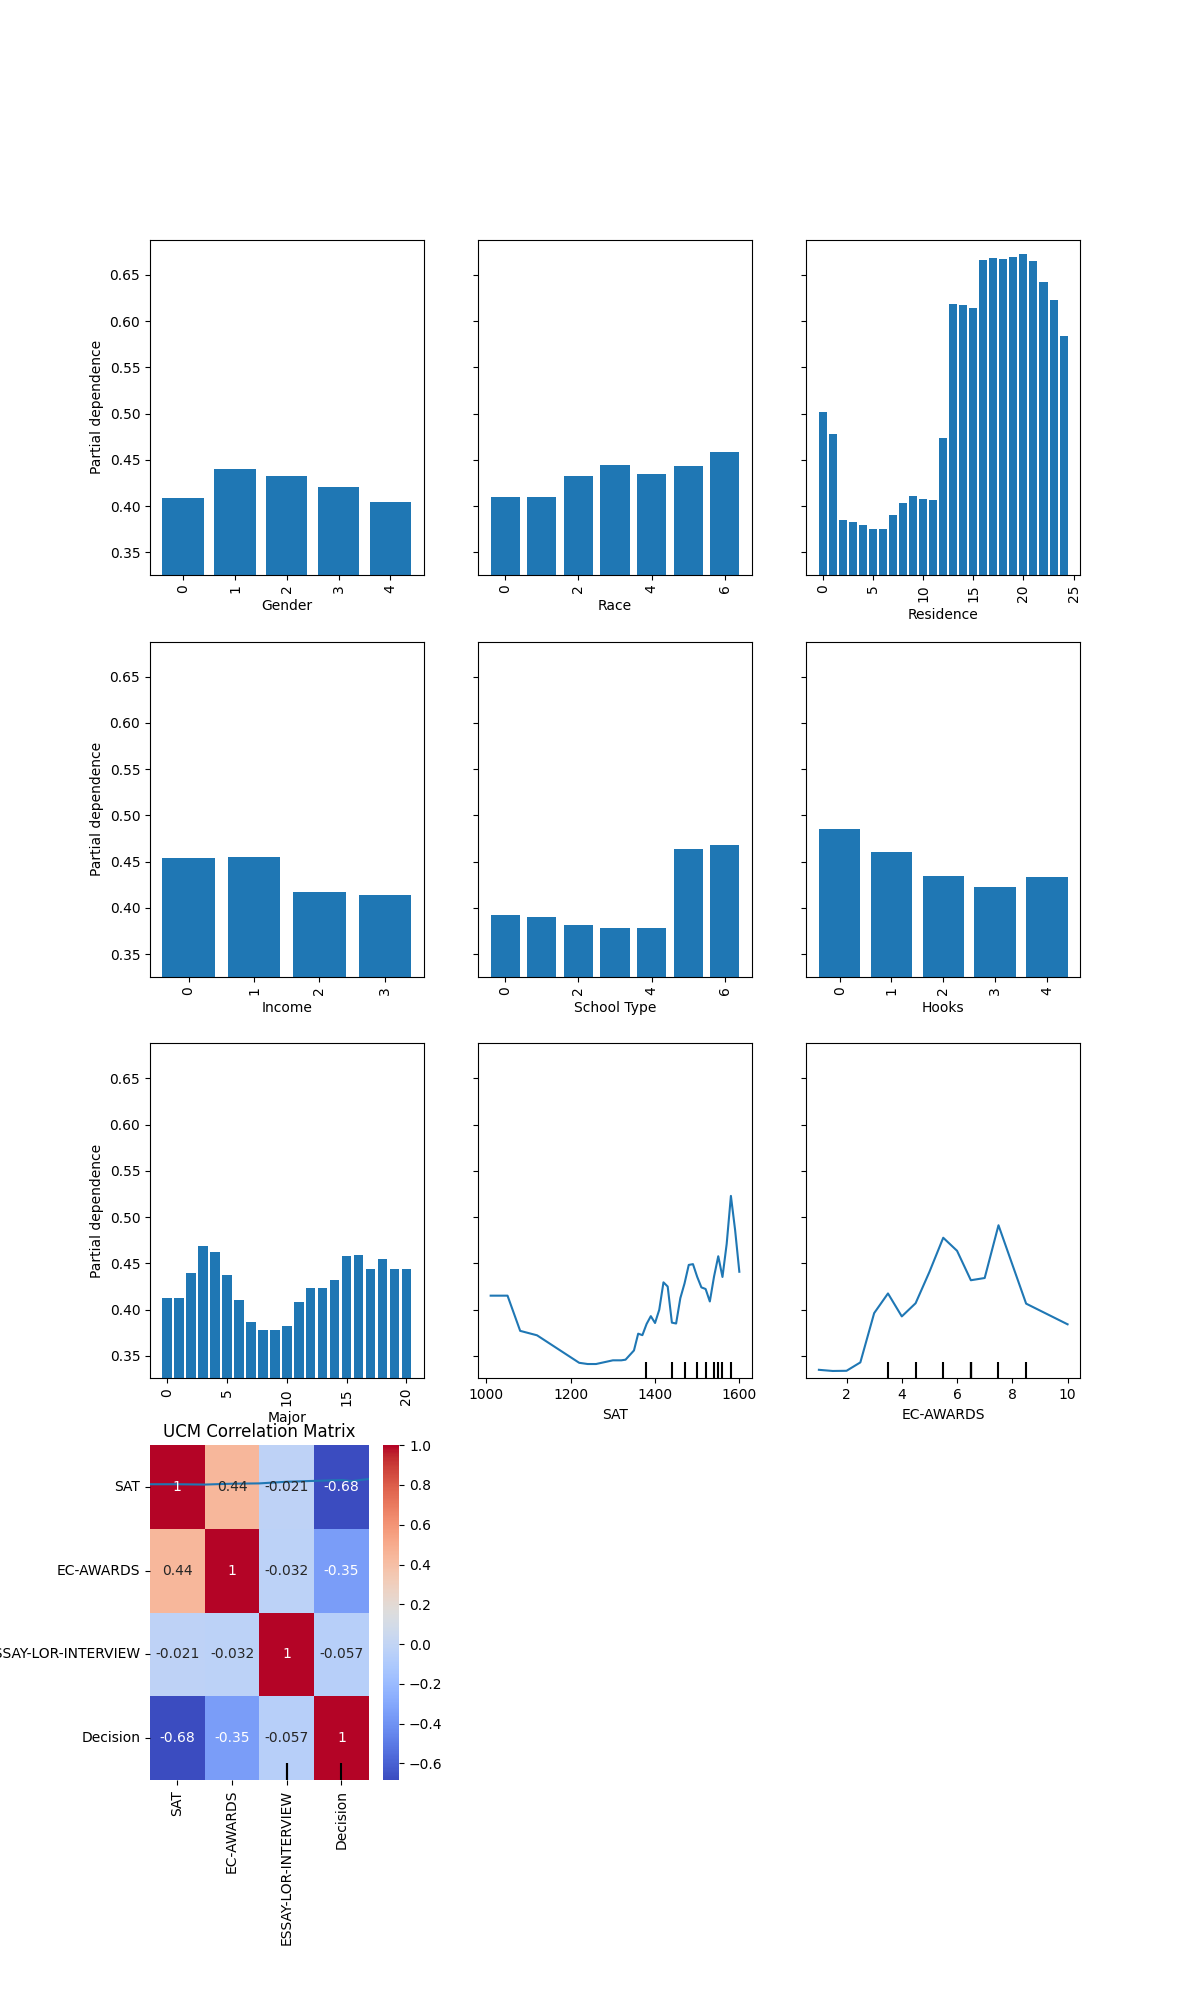 0.65
0.60
0.55
0.50
0.45
0.40
0.35
Partial dependence
0 1 2 3 4
Gender
0 2 4 6
Race
0 5 10 15 20 25
Residence
0.65
0.60
0.55
0.50
0.45
0.40
0.35
Partial dependence
0 1 2 3
Income
0 2 4 6
School Type
0 1 2 3 4
Hooks
0.65
0.60
0.55
0.50
0.45
0.40
0.35
Partial dependence
0 5 10 15 20
Major
1000 1200 1400 1600
SAT
2 4 6 8 10
EC-AWARDS
UCM Correlation Matrix
SAT 1 0.44 -0.021 -0.68
EC-AWARDS 0.44 1 -0.032 -0.35
SSAY-LOR-INTERVIEW -0.021 -0.032 1 -0.057
Decision -0.68 -0.35 -0.057 1
SAT
EC-AWARDS
ESSAY-LOR-INTERVIEW
Decision
1.0
0.8
0.6
0.4
0.2
0.0
−0.2
−0.4
−0.6